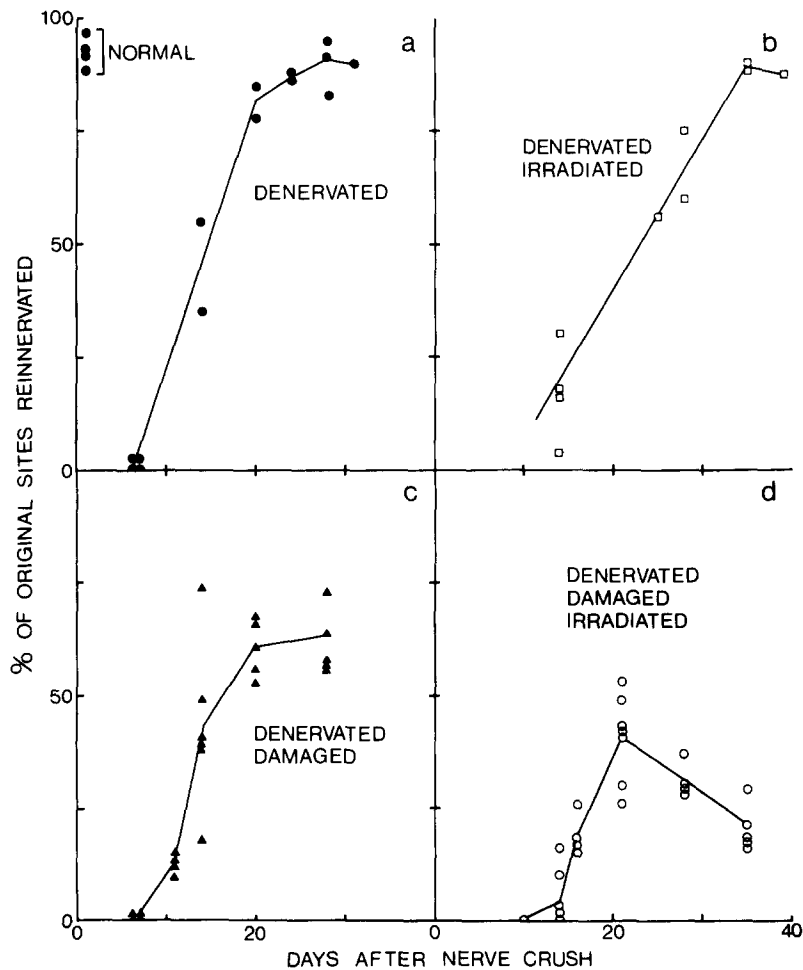 100
NORMAL
a
b
DENERVATED
DENERVATED
IRRADIATED
50
0
c
d
DENERVATED
DAMAGED
IRRADIATED
50
DENERVATED
DAMAGED
0
0
20
0
20
40
% OF ORIGINAL SITES REINNERVATED
DAYS AFTER NERVE CRUSH